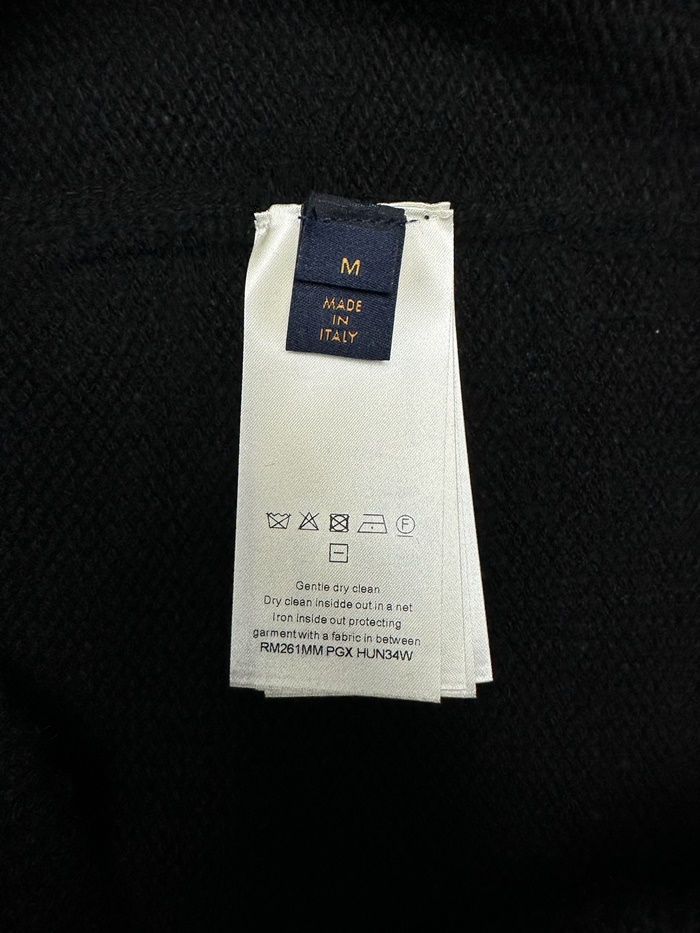 M
MADE
IN
ITALY
F
Gentle dry clean
Dry clean insidde out in a net
Iron inside out protecting
garment with a fabric in between
RM261MM PGX HUN34W